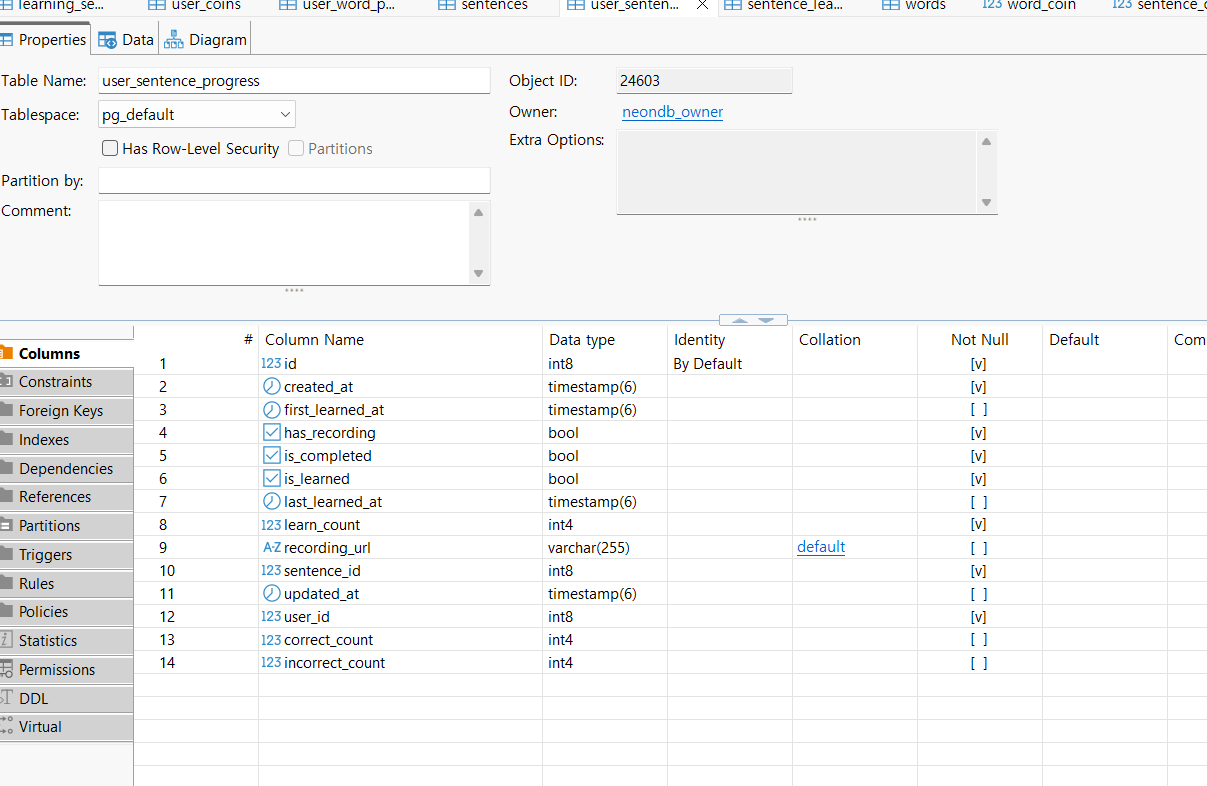 learning_se... user_coins user_word_p... sentences user_senten... sentence_lea... words 123 word_coin 123 sentence_c
Properties Data Diagram
Table Name: user_sentence_progress Object ID: 24603
Tablespace: pg_default Owner: neondb_owner
Has Row-Level Security Partitions Extra Options:
Partition by:
Comment:
# Column Name Data type Identity Collation Not Null Default Com
1 123 id int8 By Default [v]
2 created_at timestamp(6) [v]
3 first_learned_at timestamp(6) [ ]
4 has_recording bool [v]
5 is_completed bool [v]
6 is_learned bool [v]
7 last_learned_at timestamp(6) [ ]
8 123 learn_count int4 [v]
9 A-Z recording_url varchar(255) default [ ]
10 123 sentence_id int8 [v]
11 updated_at timestamp(6) [ ]
12 123 user_id int8 [v]
13 123 correct_count int4 [ ]
14 123 incorrect_count int4 [ ]
Columns
Constraints
Foreign Keys
Indexes
Dependencies
References
Partitions
Triggers
Rules
Policies
Statistics
Permissions
DDL
Virtual